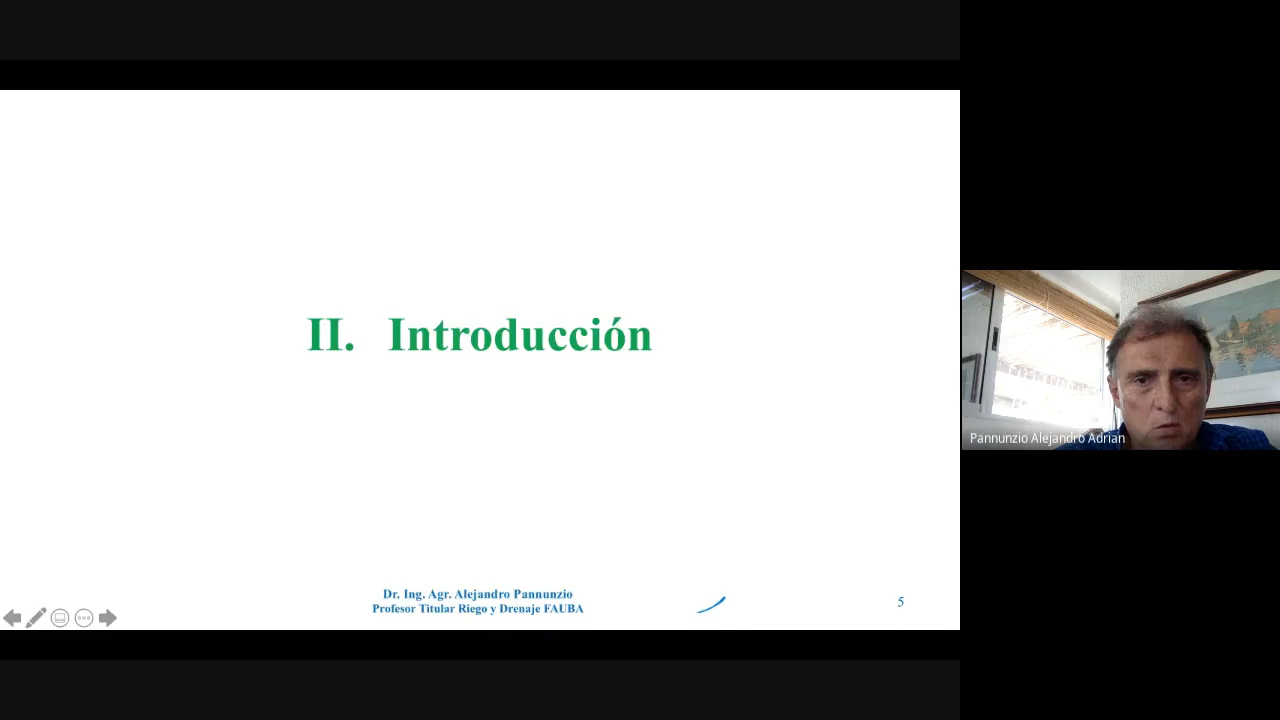 II. Introducción
Pannunzio Alejandro Adrian
Dr. Ing. Agr. Alejandro Pannunzio
Profesor Titular Riego y Drenaje FAUBA
5